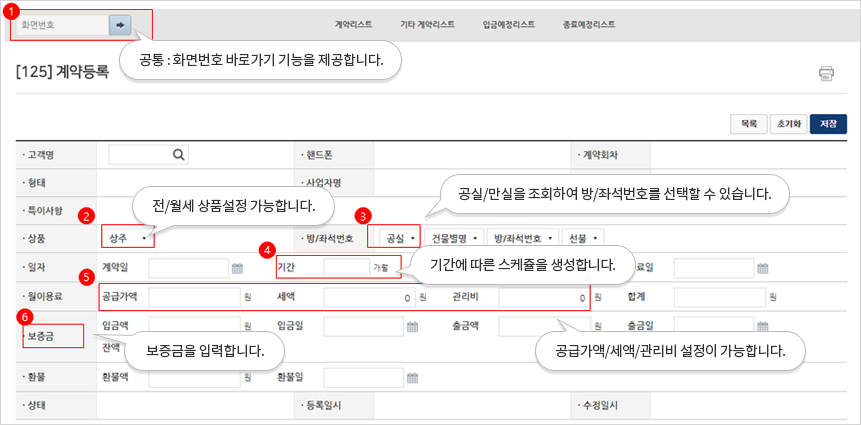 1
화면번호
계약리스트 기타 계약리스트 입금예정리스트 종료예정리스트
공통 : 화면번호 바로가기 기능을 제공합니다.
[125] 계약등록
목록 초기화 저장
· 고객명 · 핸드폰 · 계약회차
· 형태 · 사업자명
공실/만실을 조회하여 방/좌석번호를 선택할 수 있습니다.
전/월세 상품설정 가능합니다.
· 특이사항
2 3
· 상품 상주 · 방/좌석번호 공실 건물별명 방/좌석번호 선불
4
기간에 따른 스케쥴을 생성합니다.
· 일자 계약일 기간 개월 료일
5
· 월이용료 공급가액 원 세액 0 원 관리비 0 원 합계 원
6
· 보증금 입금액 원 입금일 출금액 원 출금일
잔액
보증금을 입력합니다.
공급가액/세액/관리비 설정이 가능합니다.
· 환불 환불액 원 환불일
· 상태 · 등록일시 · 수정일시